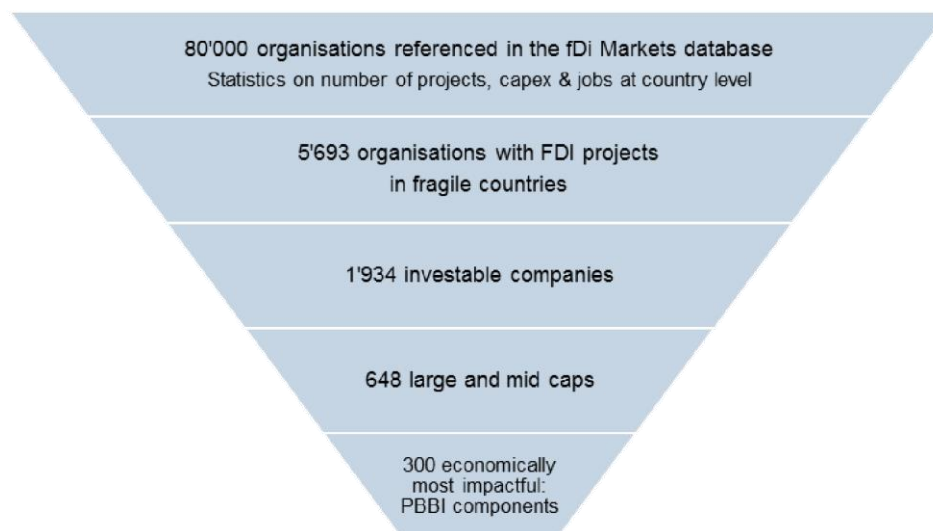 80'000 organisations referenced in the fDi Markets database
Statistics on number of projects, capex & jobs at country level
5'693 organisations with FDI projects
in fragile countries
1'934 investable companies
648 large and mid caps
300 economically
most impactful:
PBBI components